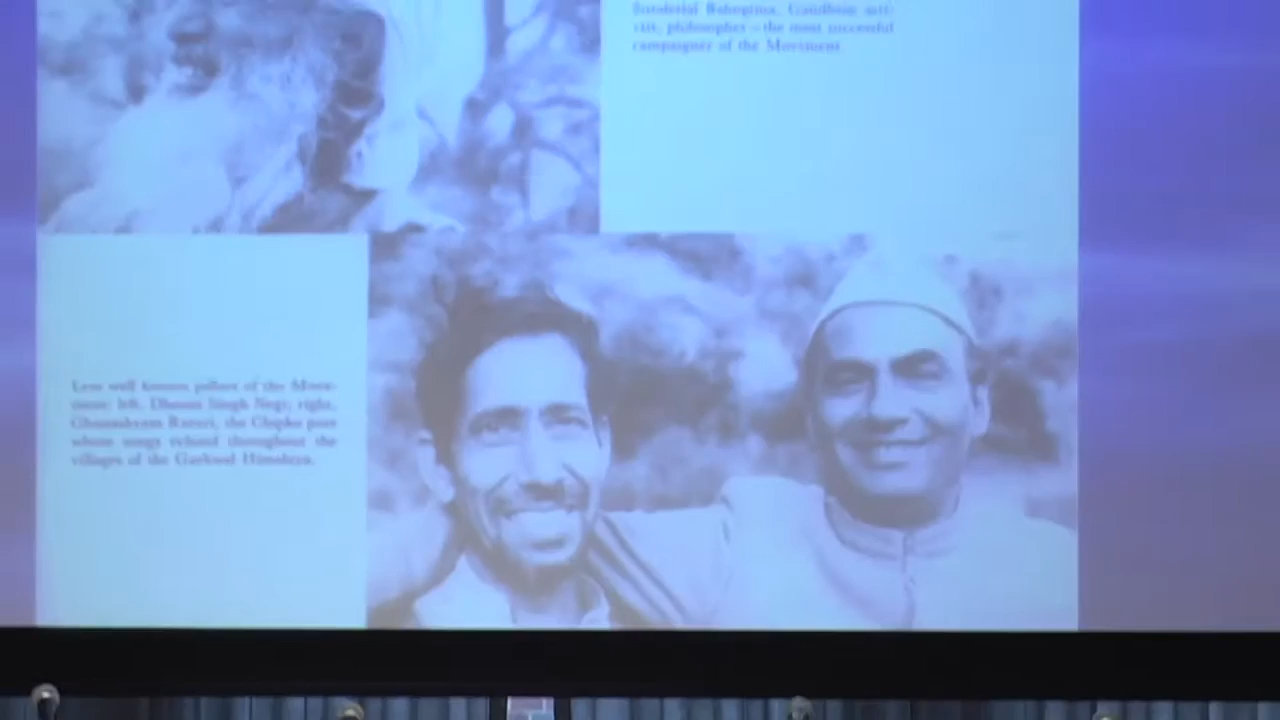 Sunderlal Bahuguna, Gandhian acti-
vist, philosopher—the most successful
campaigner of the Movement
Less well known pillars of the Move-
ment: left, Dhoom Singh Negi, right,
Ghanshyam Raturi, the Chipko poet
whose songs echoed throughout the
villages of the Garhwal Himalaya.